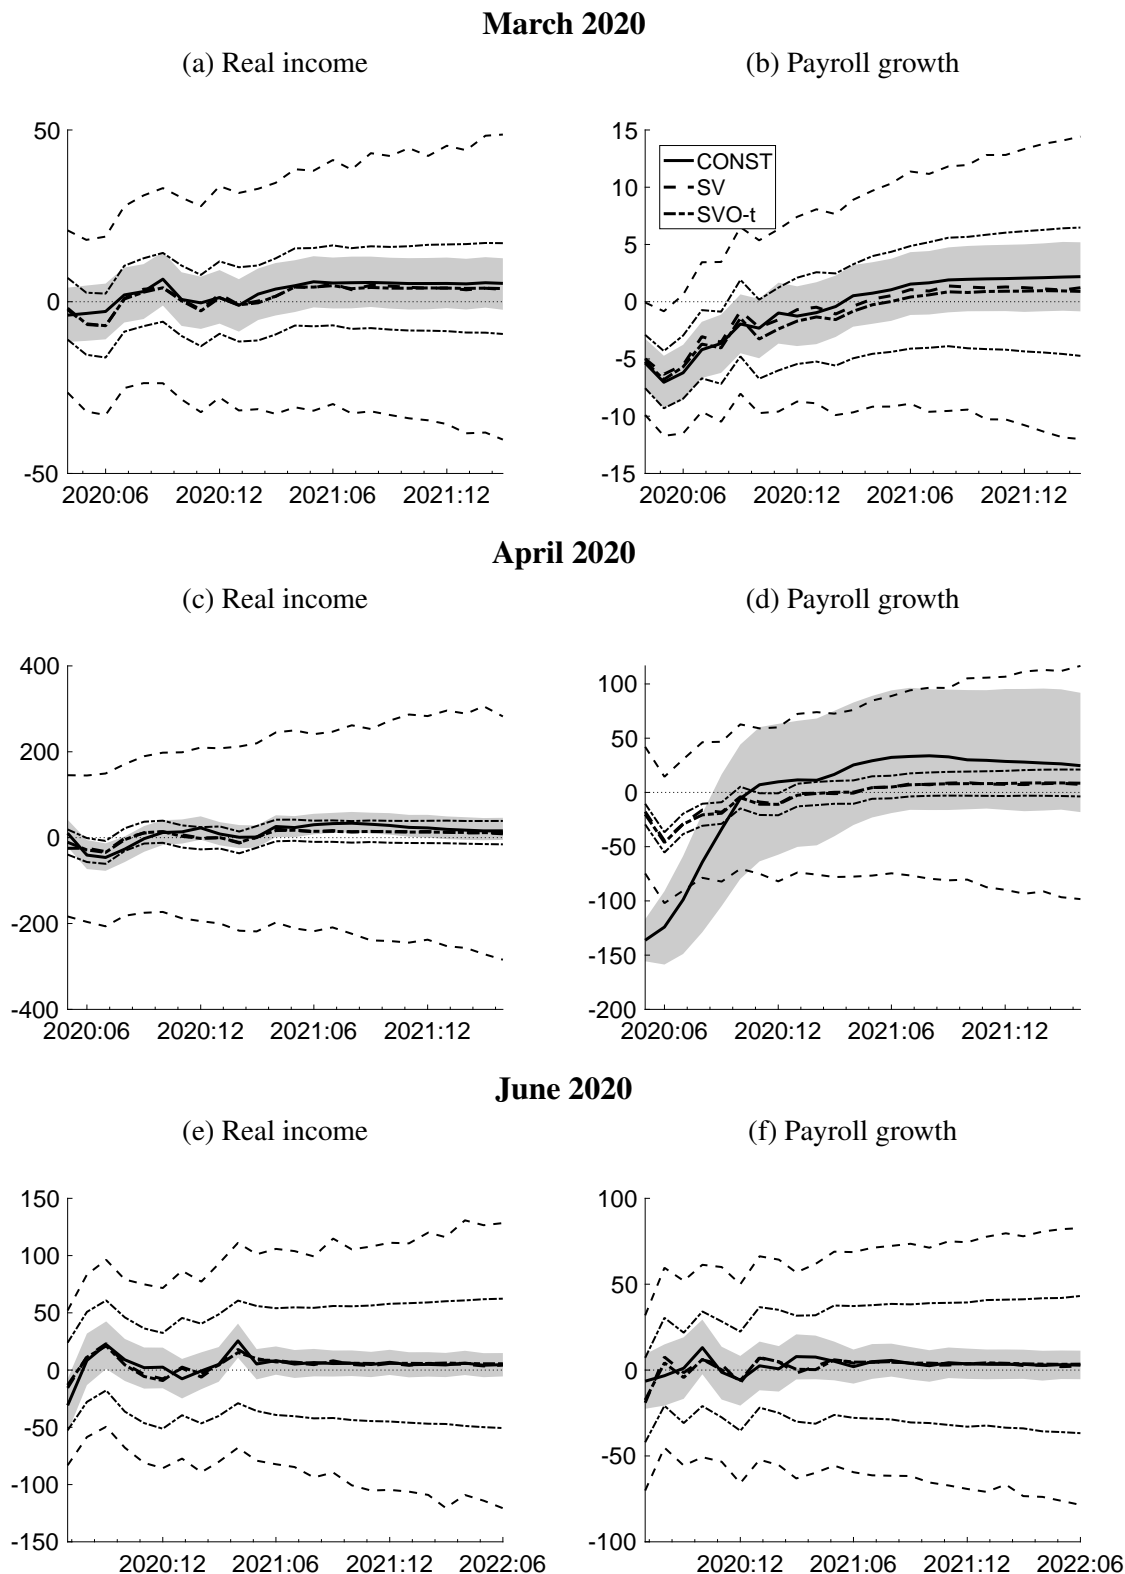 March 2020
(a) Real income
(b) Payroll growth
50
0
-50
2020:06 2020:12 2021:06 2021:12
15
10
5
0
-5
-10
-15
CONST
SV
SVO-t
2020:06 2020:12 2021:06 2021:12
April 2020
(c) Real income
(d) Payroll growth
400
200
0
-200
-400
2020:06 2020:12 2021:06 2021:12
100
50
0
-50
-100
-150
-200
2020:06 2020:12 2021:06 2021:12
June 2020
(e) Real income
(f) Payroll growth
150
100
50
0
-50
-100
-150
2020:12 2021:06 2021:12 2022:06
100
50
0
-50
-100
2020:12 2021:06 2021:12 2022:06